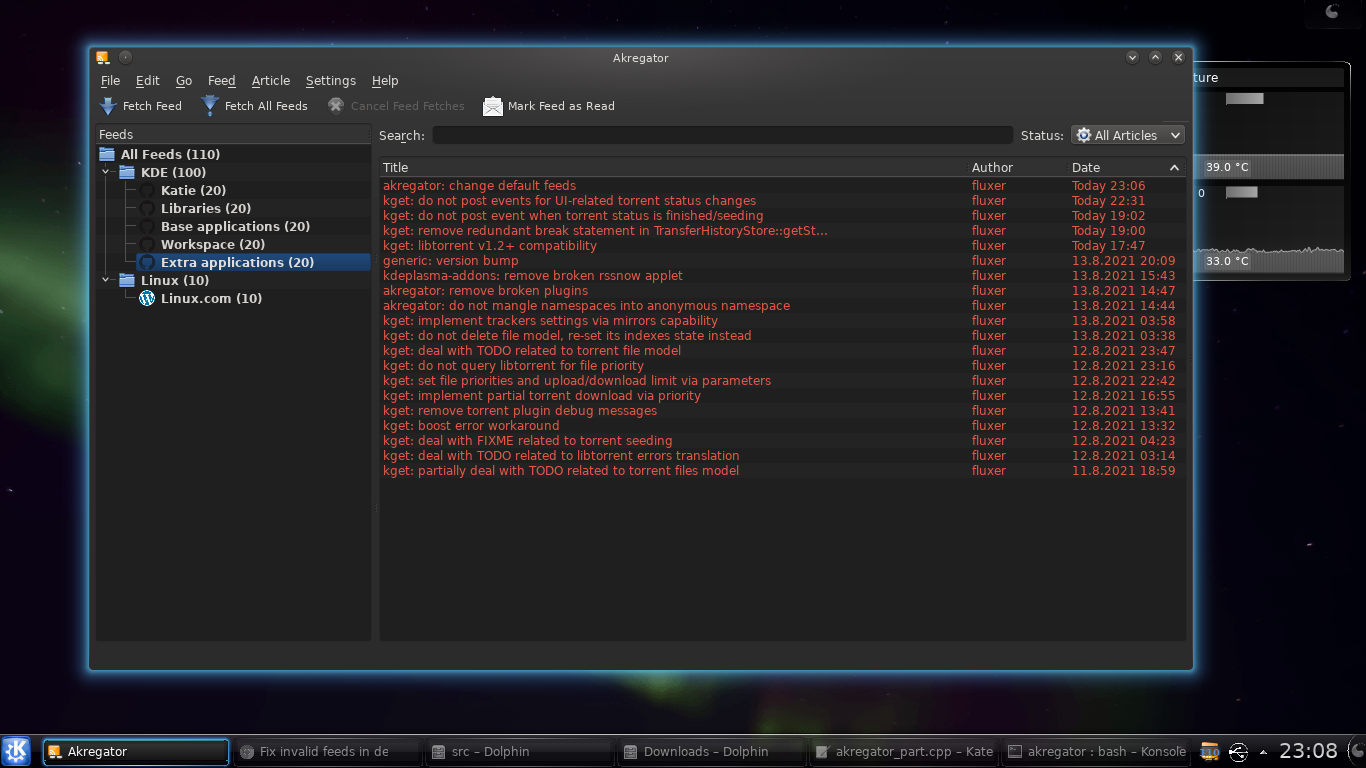 Akregator
File Edit Go Feed Article Settings Help
Fetch Feed Fetch All Feeds Cancel Feed Fetches Mark Feed as Read
Feeds
All Feeds (110)
KDE (100)
Katie (20)
Libraries (20)
Base applications (20)
Workspace (20)
Extra applications (20)
Linux (10)
Linux.com (10)
Search: Status: All Articles
Title Author Date
akregator: change default feeds fluxer Today 23:06
kget: do not post events for UI-related torrent status changes fluxer Today 22:31
kget: do not post event when torrent status is finished/seeding fluxer Today 19:02
kget: remove redundant break statement in TransferHistoryStore::getSt... fluxer Today 19:00
kget: libtorrent v1.2+ compatibility fluxer Today 17:47
generic: version bump fluxer 13.8.2021 20:09
kdeplasma-addons: remove broken rssnow applet fluxer 13.8.2021 15:43
akregator: remove broken plugins fluxer 13.8.2021 14:47
akregator: do not mangle namespaces into anonymous namespace fluxer 13.8.2021 14:44
kget: implement trackers settings via mirrors capability fluxer 13.8.2021 03:58
kget: do not delete file model, re-set its indexes state instead fluxer 13.8.2021 03:38
kget: deal with TODO related to torrent file model fluxer 12.8.2021 23:47
kget: do not query libtorrent for file priority fluxer 12.8.2021 23:16
kget: set file priorities and upload/download limit via parameters fluxer 12.8.2021 22:42
kget: implement partial torrent download via priority fluxer 12.8.2021 16:55
kget: remove torrent plugin debug messages fluxer 12.8.2021 13:41
kget: boost error workaround fluxer 12.8.2021 13:32
kget: deal with FIXME related to torrent seeding fluxer 12.8.2021 04:23
kget: deal with TODO related to libtorrent errors translation fluxer 12.8.2021 03:14
kget: partially deal with TODO related to torrent files model fluxer 11.8.2021 18:59
ture
39.0 °C
0
33.0 °C
Akregator Fix invalid feeds in de src – Dolphin Downloads – Dolphin akregator_part.cpp – Kate akregator : bash – Konsole 110 23:08